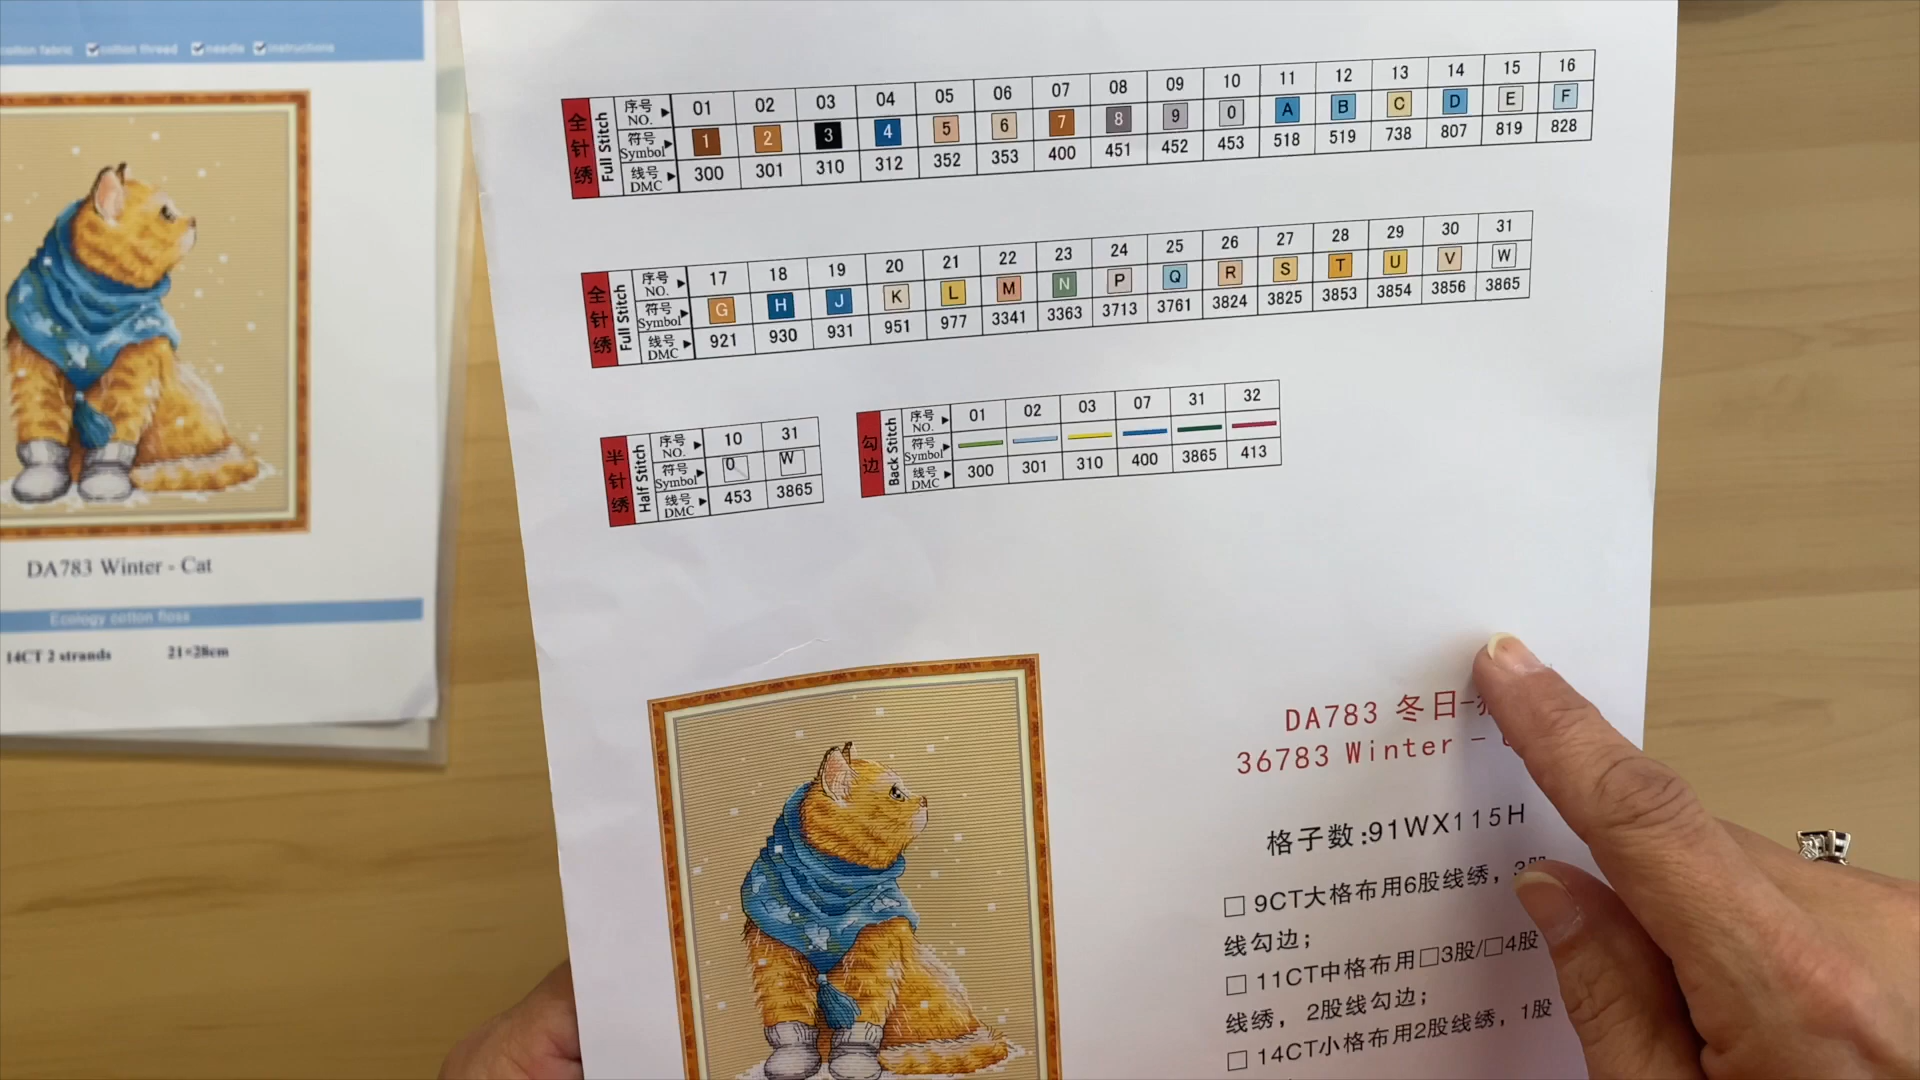 cotton fabric ☑ cotton thread ☑ needle ☑ instructions
DA783 Winter - Cat
Ecology cotton floss
14CT 2 strands 21×28cm
全针绣 Full Stitch
序号 NO. 01 02 03 04 05 06 07 08 09 10 11 12 13 14 15 16
符号 Symbol 1 2 3 4 5 6 7 8 9 0 A B C D E F
线号 DMC 300 301 310 312 352 353 400 451 452 453 518 519 738 807 819 828
全针绣 Full Stitch
序号 NO. 17 18 19 20 21 22 23 24 25 26 27 28 29 30 31
符号 Symbol G H J K L M N P Q R S T U V W
线号 DMC 921 930 931 951 977 3341 3363 3713 3761 3824 3825 3853 3854 3856 3865
半针绣 Half Stitch
序号 NO. 10 31
符号 Symbol 0 W
线号 DMC 453 3865
勾边 Back Stitch
序号 NO. 01 02 03 07 31 32
符号 Symbol
线号 DMC 300 301 310 400 3865 413
DA783 冬日-
36783 Winter -
格子数:91WX115H
□ 9CT大格布用6股线绣, 3股
线勾边;
□ 11CT中格布用□3股/□4股
线绣, 2股线勾边;
□ 14CT小格布用2股线绣, 1股